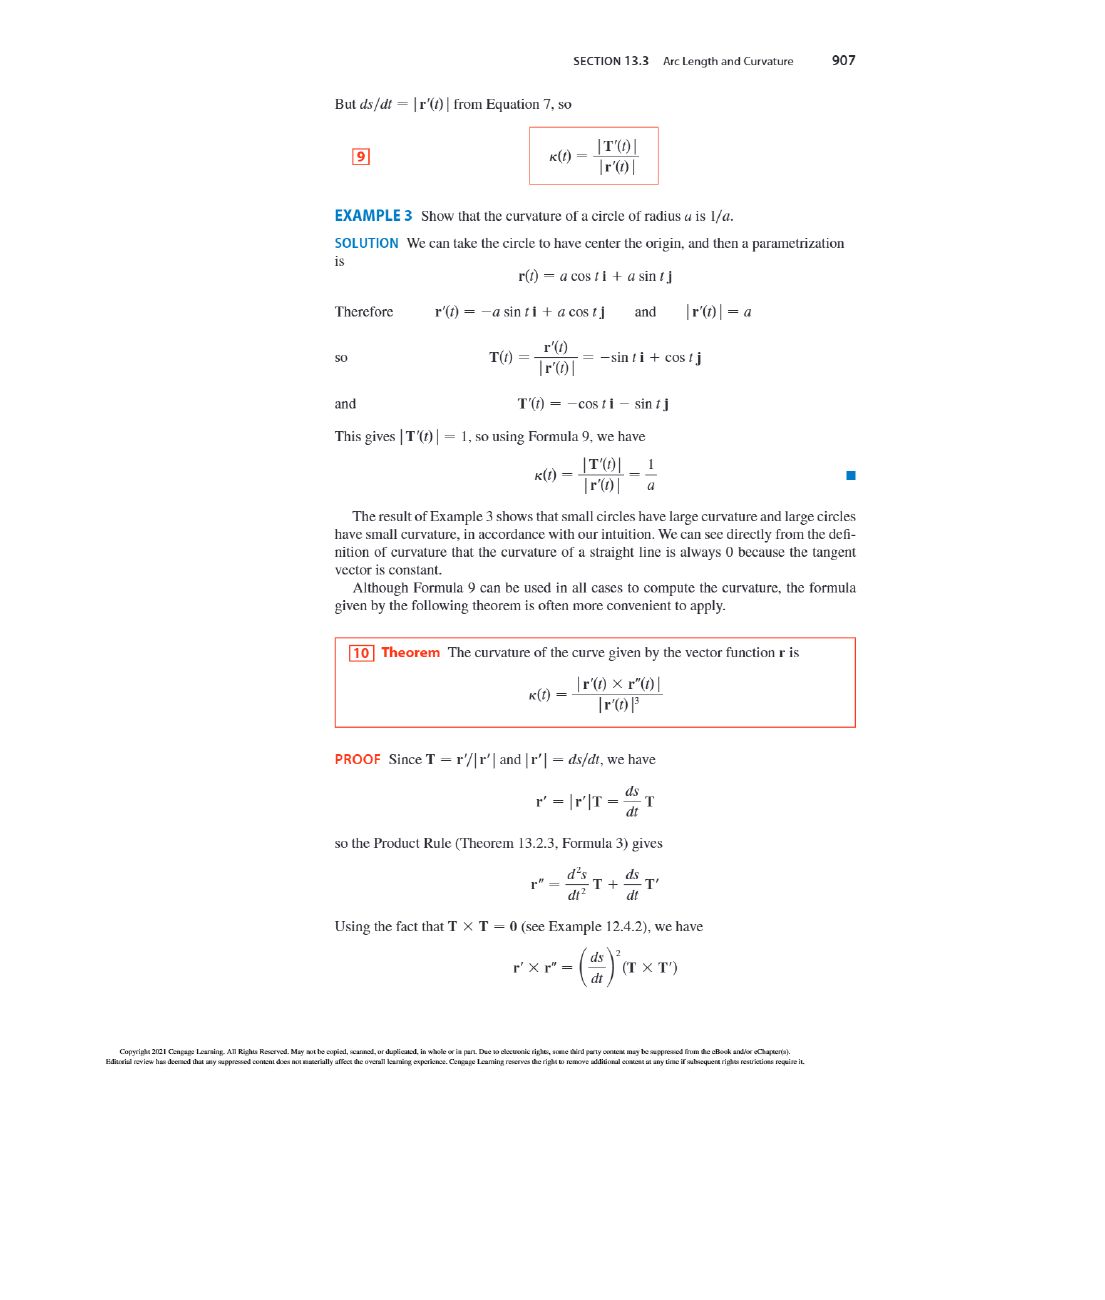 SECTION 13.3 Arc Length and Curvature 907
But ds/dt = |r′(t)| from Equation 7, so
9 κ(t) = |T′(t)| / |r′(t)|
EXAMPLE 3 Show that the curvature of a circle of radius a is 1/a.
SOLUTION We can take the circle to have center the origin, and then a parametrization
is
r(t) = a cos t i + a sin t j
Therefore r′(t) = −a sin t i + a cos t j and |r′(t)| = a
so T(t) = r′(t) / |r′(t)| = −sin t i + cos t j
and T′(t) = −cos t i − sin t j
This gives |T′(t)| = 1, so using Formula 9, we have
κ(t) = |T′(t)| / |r′(t)| = 1 / a
The result of Example 3 shows that small circles have large curvature and large circles
have small curvature, in accordance with our intuition. We can see directly from the defi-
nition of curvature that the curvature of a straight line is always 0 because the tangent
vector is constant.
Although Formula 9 can be used in all cases to compute the curvature, the formula
given by the following theorem is often more convenient to apply.
10 Theorem The curvature of the curve given by the vector function r is
κ(t) = |r′(t) × r″(t)| / |r′(t)|³
PROOF Since T = r′/|r′| and |r′| = ds/dt, we have
r′ = |r′|T = ds/dt T
so the Product Rule (Theorem 13.2.3, Formula 3) gives
r″ = d²s/dt² T + ds/dt T′
Using the fact that T × T = 0 (see Example 12.4.2), we have
r′ × r″ = (ds/dt)² (T × T′)
Copyright 2021 Cengage Learning. All Rights Reserved. May not be copied, scanned, or duplicated, in whole or in part. Due to electronic rights, some third party content may be suppressed from the eBook and/or eChapter(s).
Editorial review has deemed that any suppressed content does not materially affect the overall learning experience. Cengage Learning reserves the right to remove additional content at any time if subsequent rights restrictions require it.